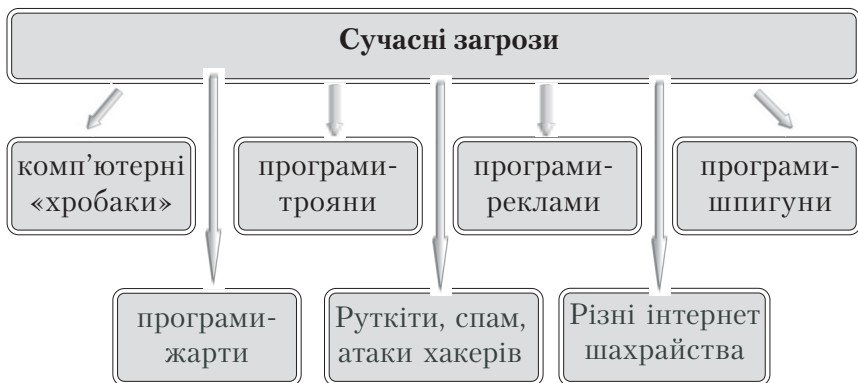 Сучасні загрози
комп’ютерні
«хробаки»
програми-
трояни
програми-
реклами
програми-
шпигуни
програми-
жарти
Руткіти, спам,
атаки хакерів
Різні інтернет
шахрайства